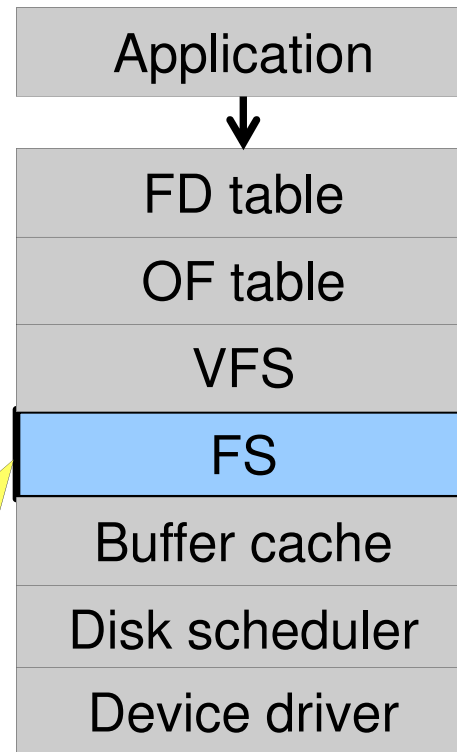 Application
FD table
OF table
VFS
FS
Buffer cache
Disk scheduler
Device driver